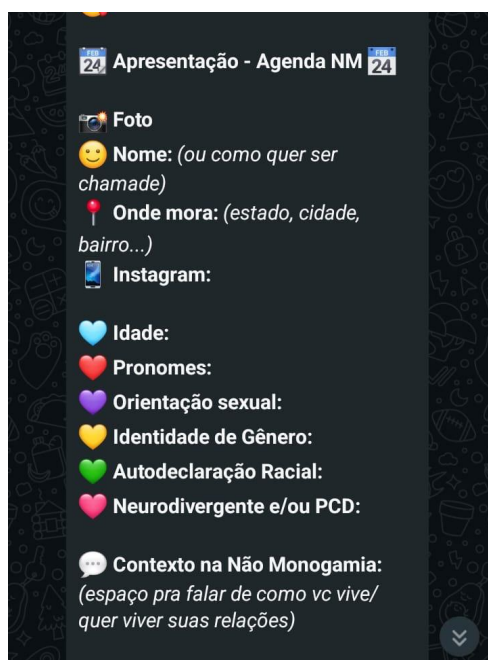 Apresentação - Agenda NM
Foto
Nome: (ou como quer ser
chamade)
Onde mora: (estado, cidade,
bairro...)
Instagram:
Idade:
Pronomes:
Orientação sexual:
Identidade de Gênero:
Autodeclaração Racial:
Neurodivergente e/ou PCD:
Contexto na Não Monogamia:
(espaço pra falar de como vc vive/
quer viver suas relações)